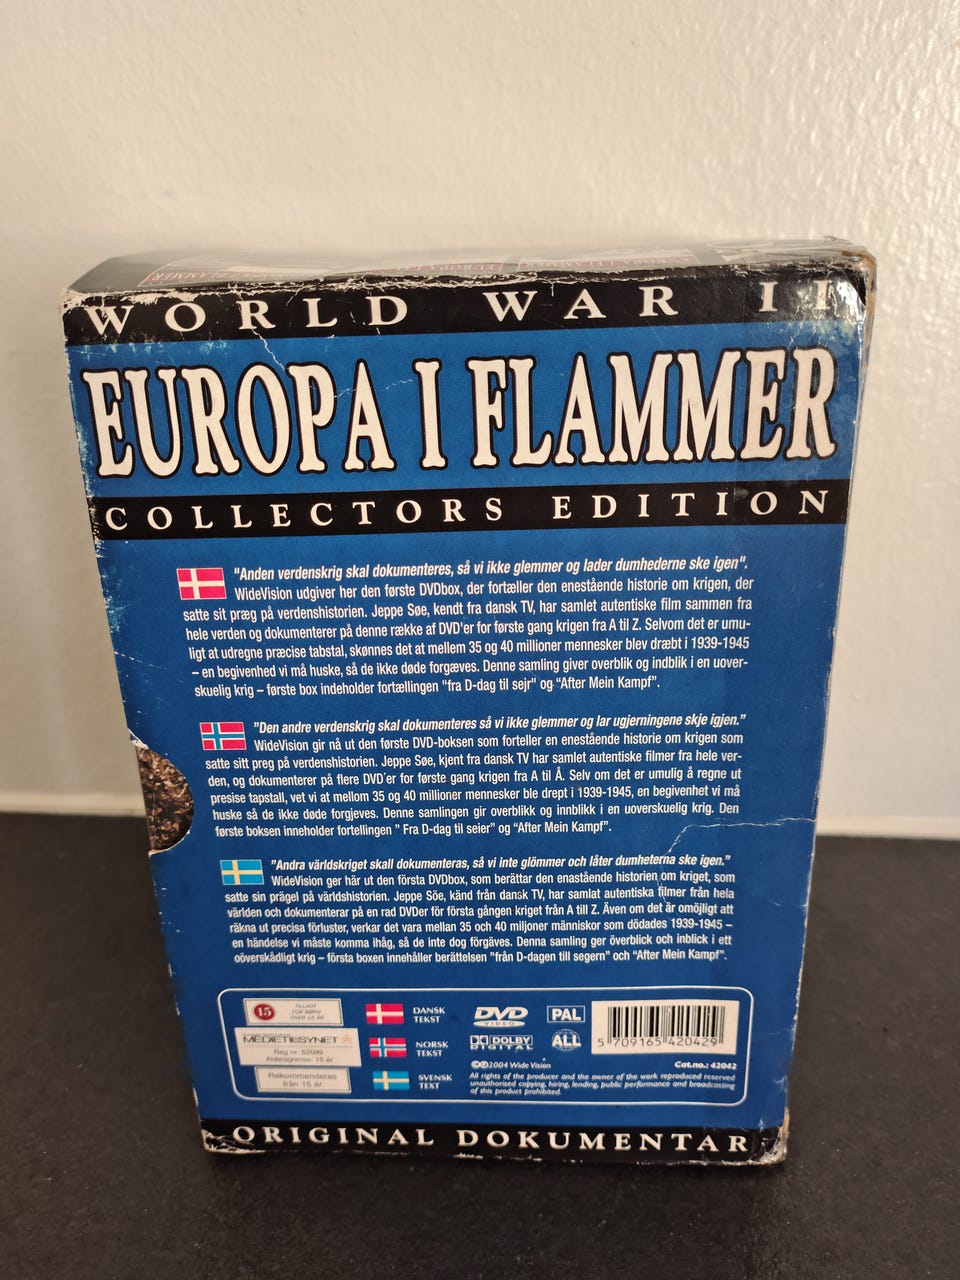 WORLD WAR II
EUROPA I FLAMMER
COLLECTORS EDITION
"Anden verdenskrig skal dokumenteres, så vi ikke glemmer og lader dumhederne ske igen".
WideVision udgiver her den første DVDbox, der fortæller den enestående historie om krigen, der
satte sit præg på verdenshistorien. Jeppe Søe, kendt fra dansk TV, har samlet autentiske film sammen fra
hele verden og dokumenterer på denne række af DVD'er for første gang krigen fra A til Z. Selvom det er umu-
ligt at udregne præcise tabstal, skønnes det at mellem 35 og 40 millioner mennesker blev dræbt i 1939-1945
– en begivenhed vi må huske, så de ikke døde forgæves. Denne samling giver overblik og indblik i en uover-
skuelig krig – første box indeholder fortællingen "fra D-dag til sejr" og "After Mein Kampf".
"Den andre verdenskrig skal dokumenteres så vi ikke glemmer og lar ugjerningene skje igjen."
WideVision gir nå ut den første DVD-boksen som forteller en enestående historie om krigen som
satte sitt preg på verdenshistorien. Jeppe Søe, kjent fra dansk TV har samlet autentiske filmer fra hele ver-
den, og dokumenterer på flere DVD'er for første gang krigen fra A til Å. Selv om det er umulig å regne ut
presise tapstall, vet vi at mellom 35 og 40 millioner mennesker ble drept i 1939-1945, en begivenhet vi må
huske så de ikke døde forgjeves. Denne samlingen gir overblikk og innblikk i en uoverskuelig krig. Den
første boksen inneholder fortellingen " Fra D-dag til seier" og "After Mein Kampf".
"Andra världskriget skall dokumenteras, så vi inte glömmer och låter dumheterna ske igen."
WideVision ger här ut den första DVDbox, som berättar den enastående historien om kriget, som
satte sin prägel på världshistorien. Jeppe Söe, känd från dansk TV, har samlat autentiska filmer från hela
världen och dokumenterar på en rad DVDer för första gången kriget från A till Z. Även om det är omöjligt att
räkna ut precisa förluster, verkar det vara mellan 35 och 40 miljoner människor som dödades 1939-1945 –
en händelse vi måste komma ihåg, så de inte dog förgäves. Denna samling ger överblick och inblick i ett
oöverskådligt krig – första boxen innehåller berättelsen "från D-dagen till segern" och "After Mein Kampf".
15 TILLADT FOR BØRN OVER 15 ÅR
MEDIETILSYNET
Reg nr: 52099
Aldersgrense: 15 år
Rekommenderas
från 15 år.
DANSK
TEKST
NORSK
TEKST
SVENSK
TEXT
DVD
VIDEO
PAL
DOLBY
DIGITAL
ALL
5 709165 420429
©℗2004 Wide Vision
Cat.no.: 42042
All rights of the producer and the owner of the work reproduced reserved
unauthorised copying, hiring, lending, public performance and broadcasting
of this product prohibited.
ORIGINAL DOKUMENTAR